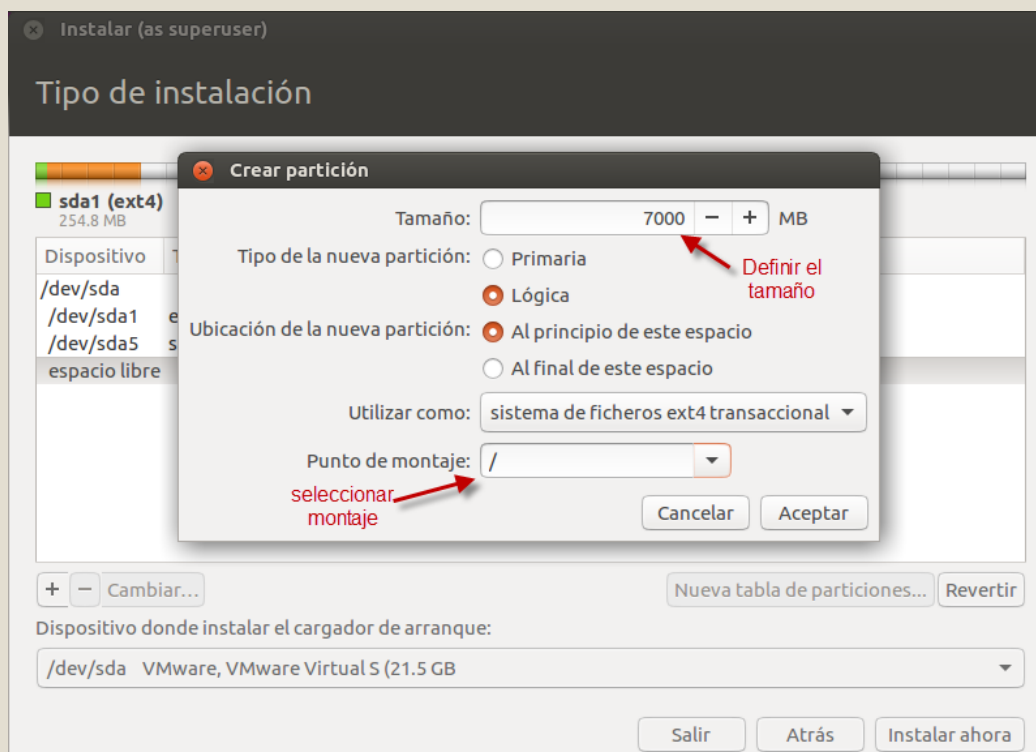 Instalar (as superuser)
Tipo de instalación
Crear partición
sda1 (ext4)
254.8 MB
Tamaño: 7000 − + MB
Definir el
tamaño
Tipo de la nueva partición: Primaria
Lógica
Ubicación de la nueva partición: Al principio de este espacio
Al final de este espacio
Utilizar como: sistema de ficheros ext4 transaccional
Punto de montaje: /
seleccionar
montaje
Cancelar Aceptar
Dispositivo
/dev/sda
/dev/sda1
/dev/sda5
espacio libre
+ − Cambiar... Nueva tabla de particiones... Revertir
Dispositivo donde instalar el cargador de arranque:
/dev/sda VMware, VMware Virtual S (21.5 GB
Salir Atrás Instalar ahora